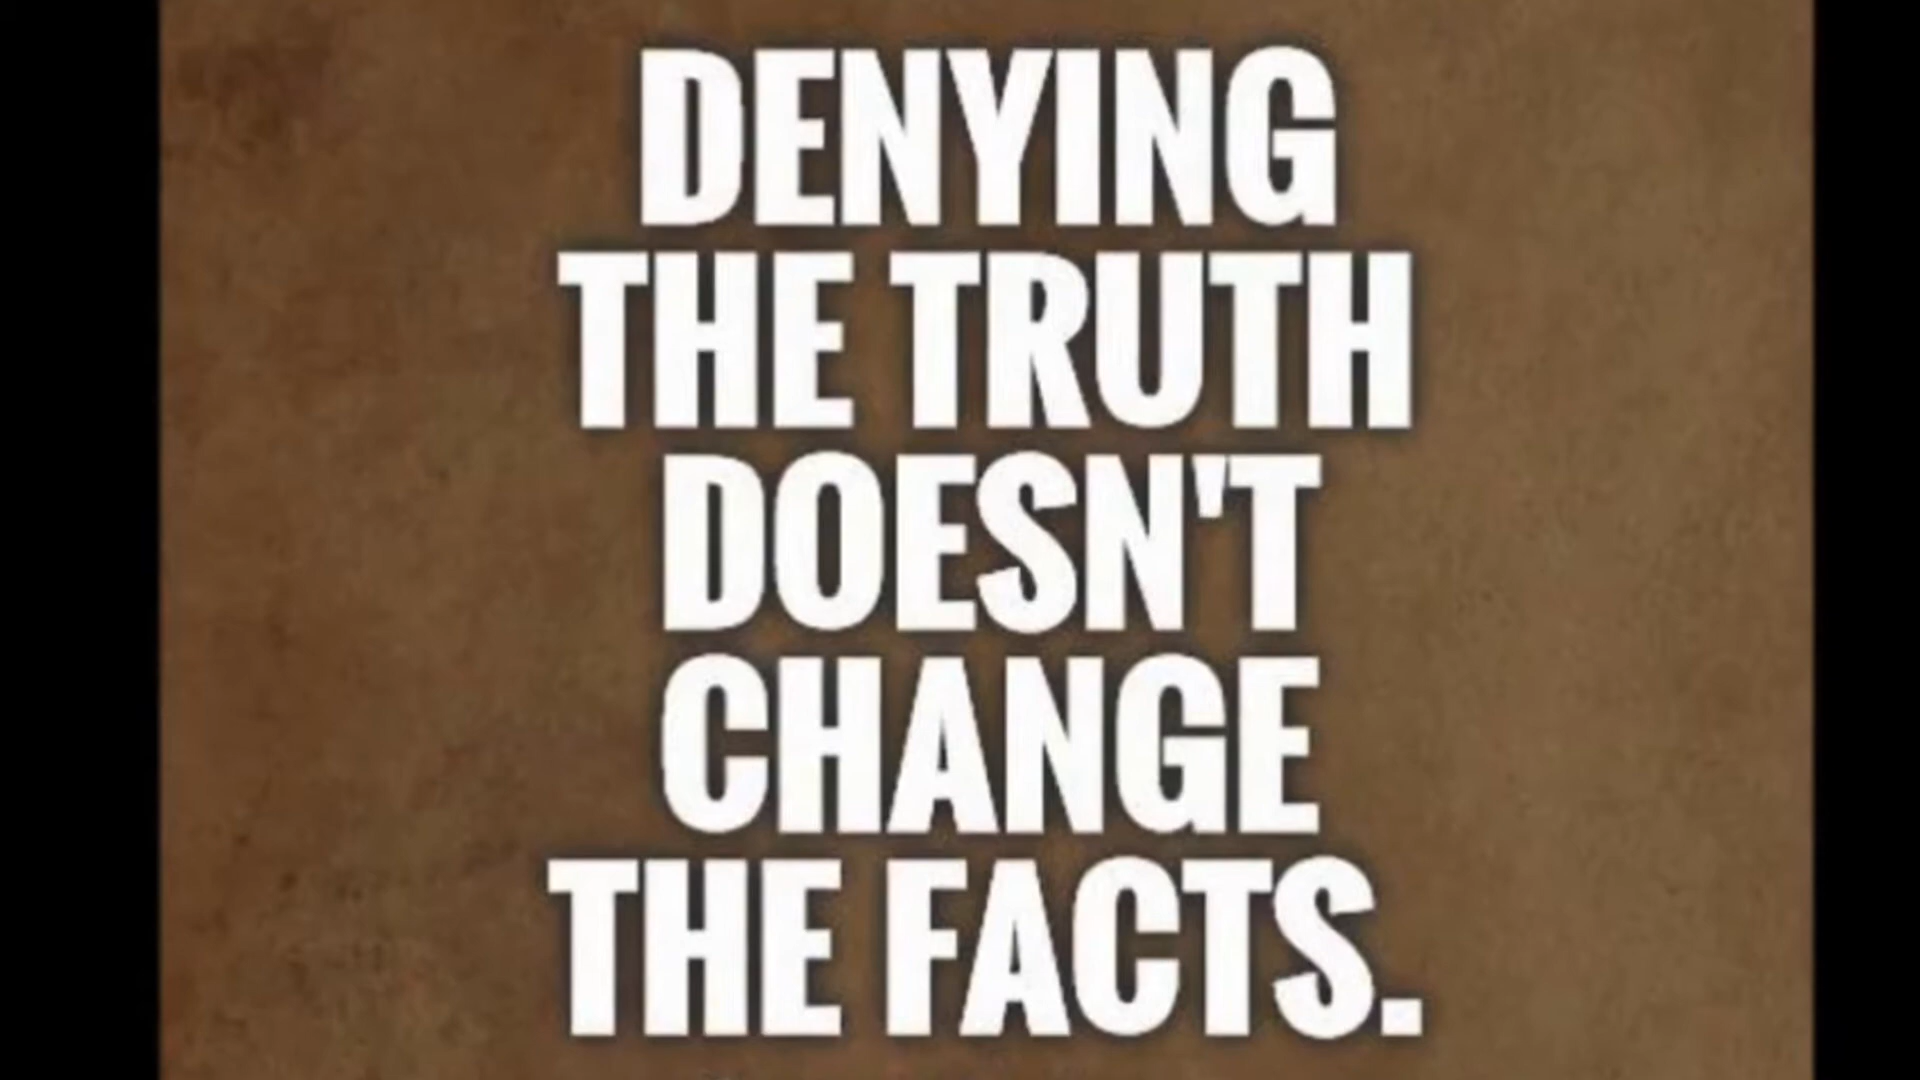 DENYING
THE TRUTH
DOESN'T
CHANGE
THE FACTS.